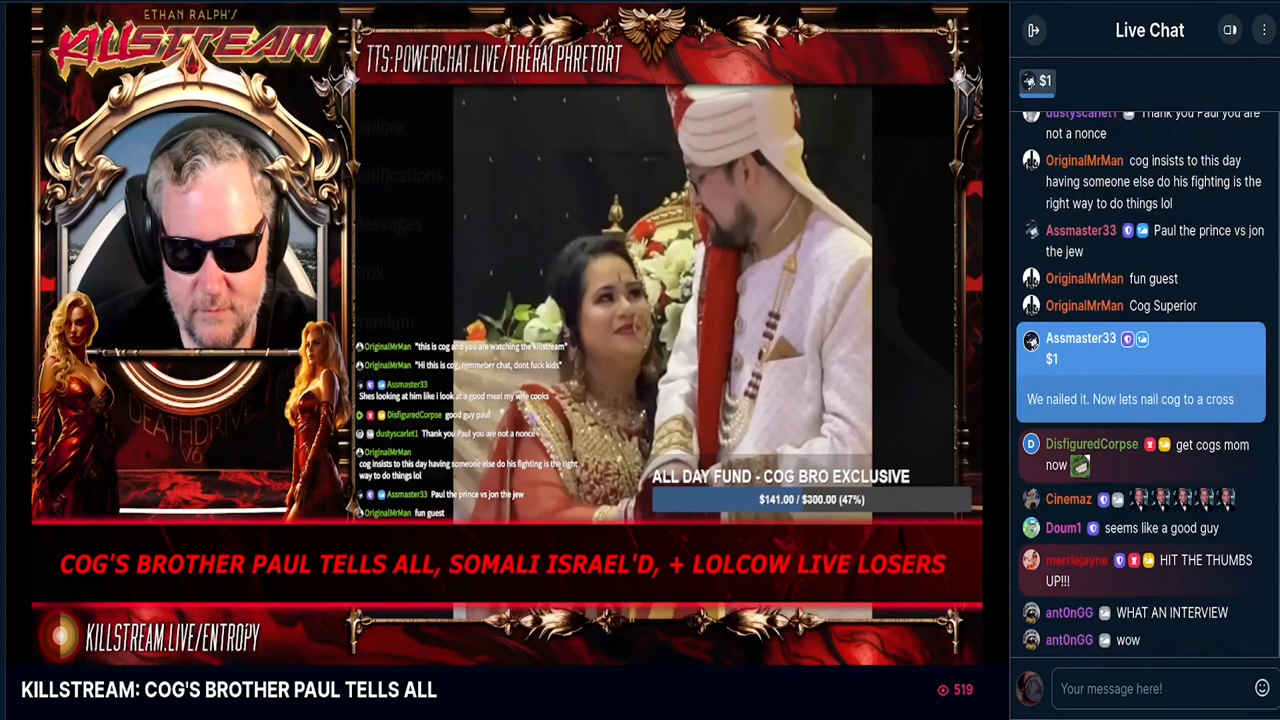 ETHAN RALPH'S
KILLSTREAM
TTS:POWERCHAT.LIVE/THERALPHRETORT
OriginalMrMan "this is cog and you are watching the killstream"
OriginalMrMan "Hi this is cog, remmeber chat, dont fuck kids"
Assmaster33
Shes looking at him like i look at a good meal my wife cooks
DisfiguredCorpse good guy paul
dustyscarlet1 Thank you Paul you are not a nonce
OriginalMrMan
cog insists to this day having someone else do his fighting is the right
way to do things lol
Assmaster33 Paul the prince vs jon the jew
OriginalMrMan fun guest
DEATHDRIVE
V6
ALL DAY FUND - COG BRO EXCLUSIVE
$141.00 / $300.00 (47%)
COG'S BROTHER PAUL TELLS ALL, SOMALI ISRAEL'D, + LOLCOW LIVE LOSERS
KILLSTREAM.LIVE/ENTROPY
KILLSTREAM: COG'S BROTHER PAUL TELLS ALL
519
Live Chat
$1
dustyscarlet1 Thank you Paul you are
not a nonce
OriginalMrMan cog insists to this day
having someone else do his fighting is the
right way to do things lol
Assmaster33 Paul the prince vs jon
the jew
OriginalMrMan fun guest
OriginalMrMan Cog Superior
Assmaster33
$1
We nailed it. Now lets nail cog to a cross
DisfiguredCorpse get cogs mom
now
Cinemaz
Doum1 seems like a good guy
merriejayne HIT THE THUMBS
UP!!!
ant0nGG WHAT AN INTERVIEW
ant0nGG wow
Your message here!